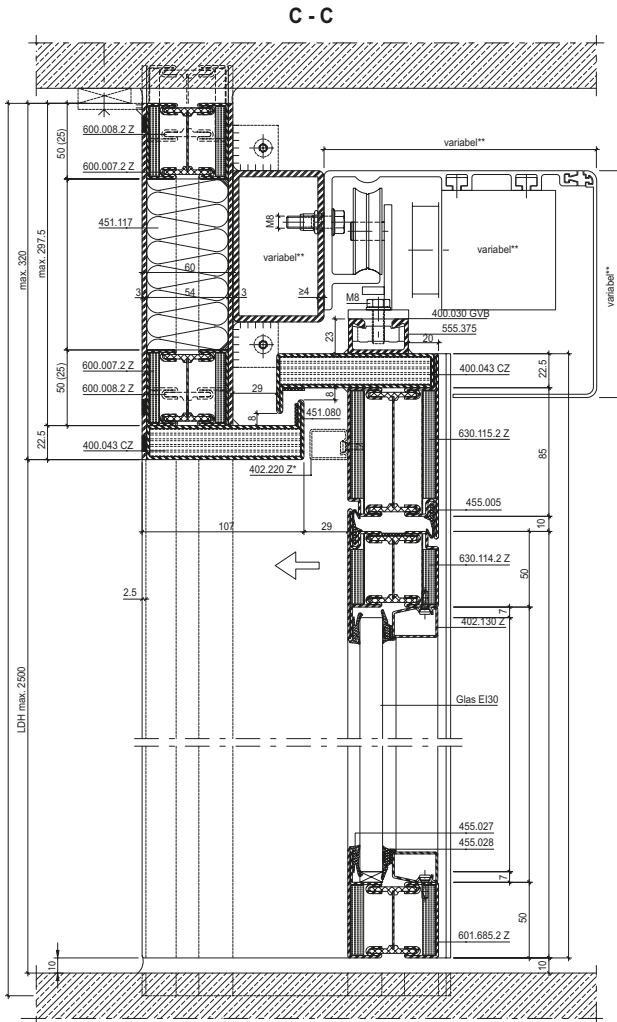 C - C
variabel**
600.008.2 Z
50 (25)
600.007.2 Z
M8
451.117
variabel**
variabel**
variabel**
60
3
54
3
≥4
M8
400.030 GVB
555.375
23
20
max. 320
max. 297.5
600.007.2 Z
400.043 CZ
22.5
600.008.2 Z
50 (25)
29
8
8
451.080
22.5
400.043 CZ
630.115.2 Z
85
402.220 Z*
455.005
10
107
29
630.114.2 Z
50
2.5
7
402.130 Z
LDH max. 2500
Glas EI30
455.027
455.028
7
50
601.685.2 Z
10
10